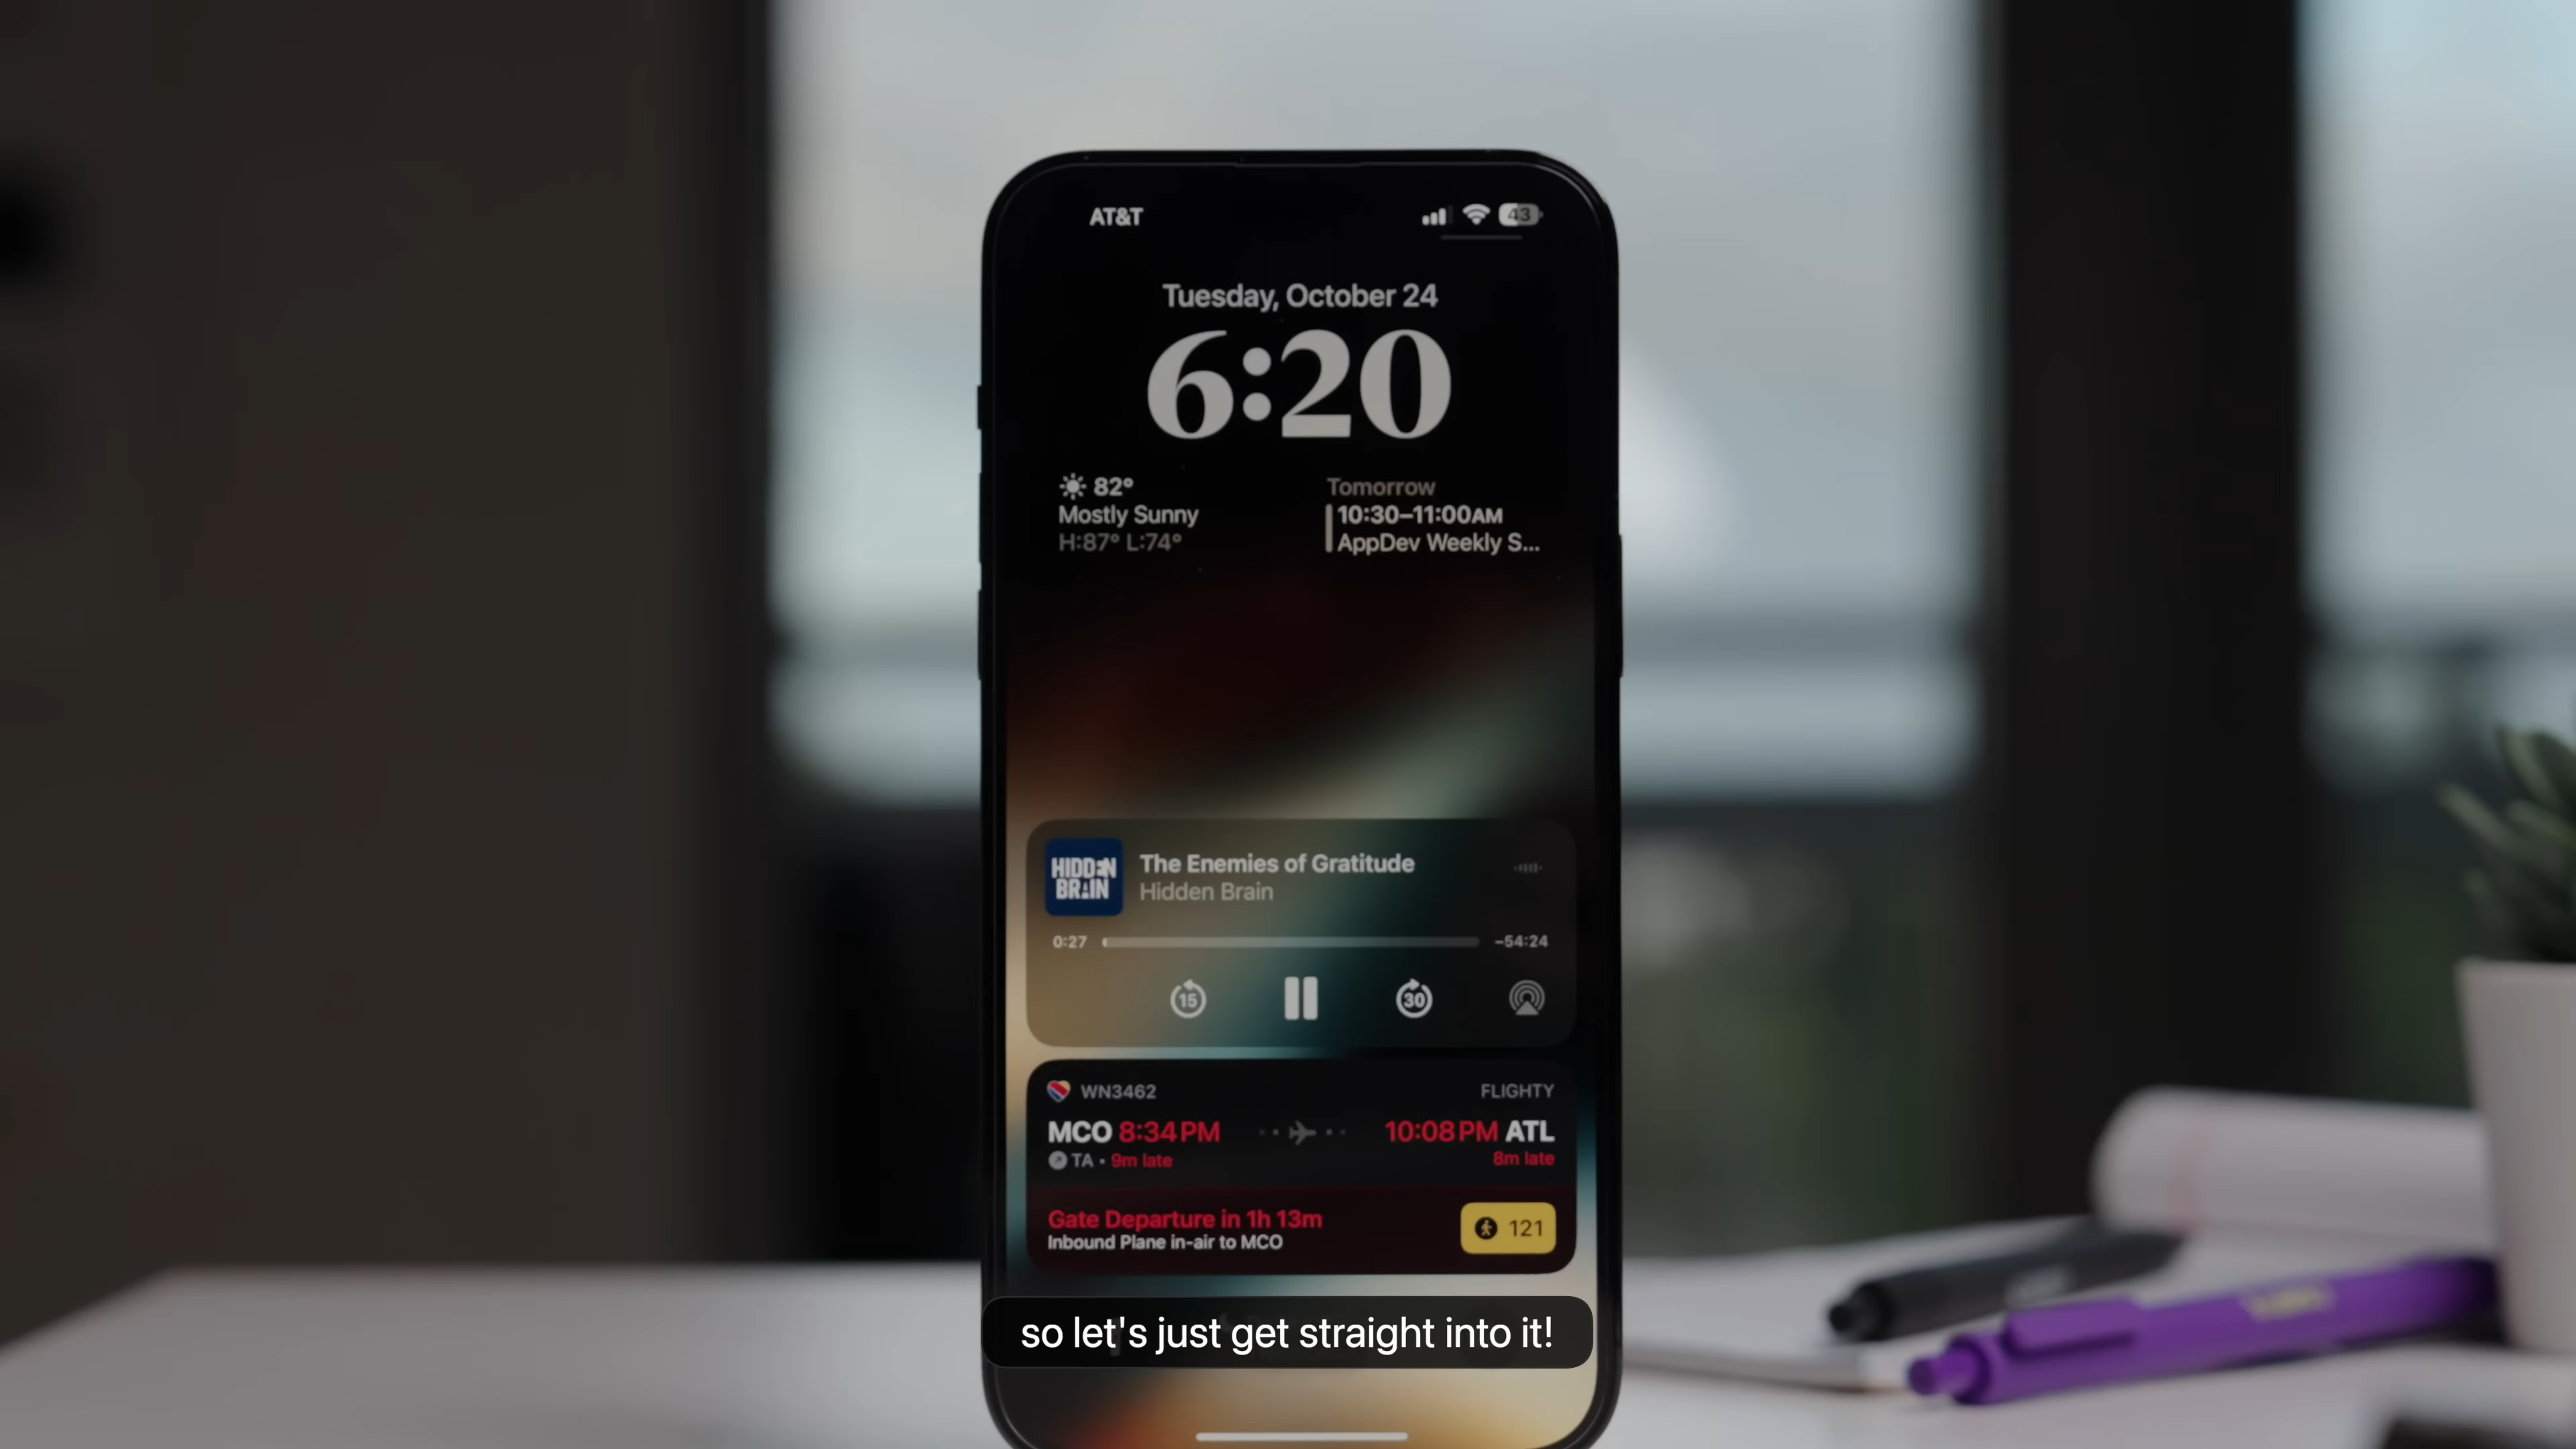 AT&T
43
Tuesday, October 24
6:20
82°
Mostly Sunny
H:87° L:74°
Tomorrow
10:30–11:00AM
AppDev Weekly S...
HIDDEN
BRAIN
The Enemies of Gratitude
Hidden Brain
0:27
-54:24
15
30
WN3462
FLIGHTY
MCO 8:34PM
10:08PM ATL
TA • 9m late
8m late
Gate Departure in 1h 13m
Inbound Plane in-air to MCO
121
so let's just get straight into it!